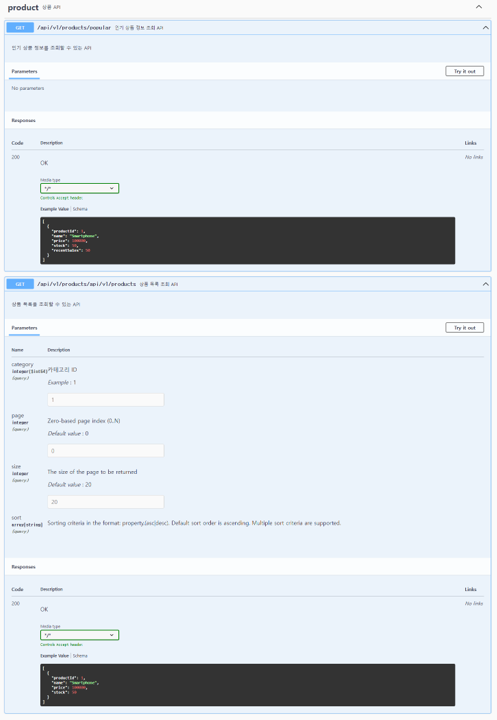 product 상품 API
GET /api/v1/products/popular 인기 상품 정보 조회 API
인기 상품 정보를 조회할 수 있는 API
Parameters
Try it out
No parameters
Responses
Code Description Links
200 OK No links
Media type
*/*
Controls Accept header.
Example Value Schema
[
{
"productId": 1,
"name": "Smartphone",
"price": 100000,
"stock": 50,
"recentSales": 50
}
]
GET /api/v1/products/api/v1/products 상품 목록 조회 API
상품 목록을 조회할 수 있는 API
Parameters
Try it out
Name Description
category 카테고리 ID
integer($int64)
(query)
Example : 1
1
page Zero-based page index (0..N)
integer
(query)
Default value : 0
0
size The size of the page to be returned
integer
(query)
Default value : 20
20
sort Sorting criteria in the format: property,(asc|desc). Default sort order is ascending. Multiple sort criteria are supported.
array[string]
(query)
Responses
Code Description Links
200 OK No links
Media type
*/*
Controls Accept header.
Example Value Schema
[
{
"productId": 1,
"name": "Smartphone",
"price": 100000,
"stock": 50
}
]